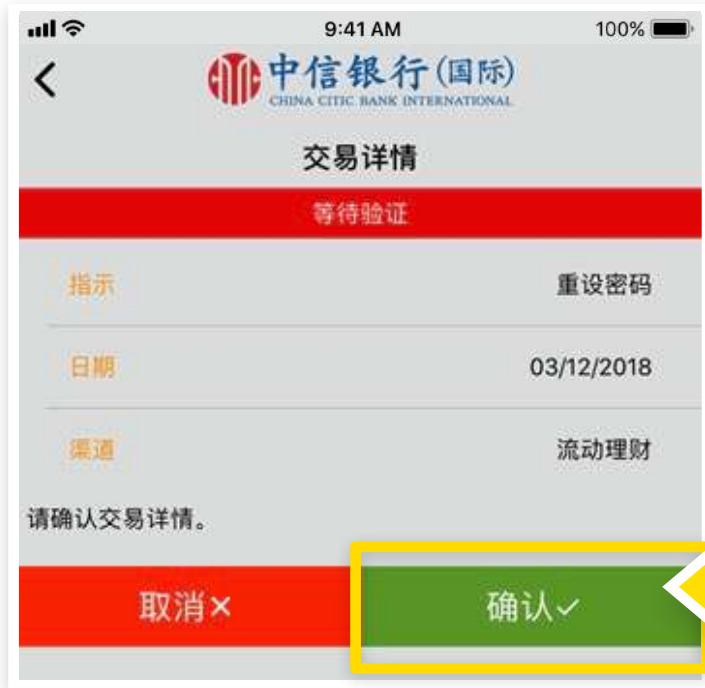 9:41 AM
100%
中信银行(国际)
CHINA CITIC BANK INTERNATIONAL
交易详情
等待验证
指示 重设密码
日期 03/12/2018
渠道 流动理财
请确认交易详情。
取消× 确认✓